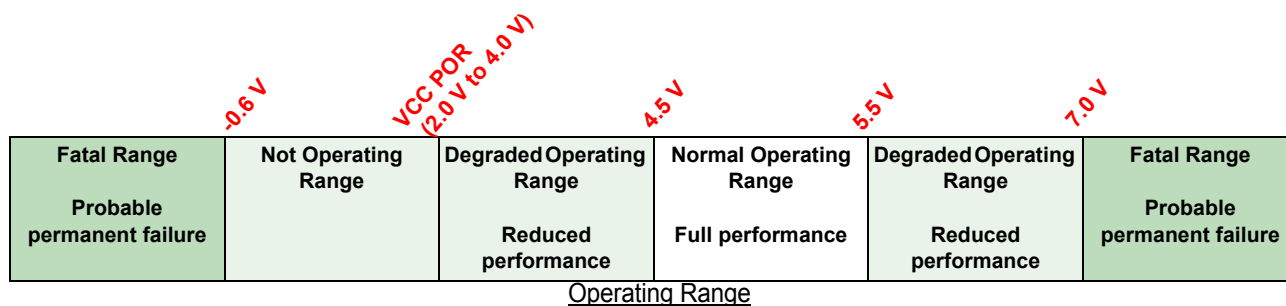 -0.6 V
VCC POR
(2.0 V to 4.0 V)
4.5 V
5.5 V
7.0 V
Fatal Range
Probable
permanent failure
Not Operating
Range
Degraded Operating
Range
Reduced
performance
Normal Operating
Range
Full performance
Degraded Operating
Range
Reduced
performance
Fatal Range
Probable
permanent failure
Operating Range